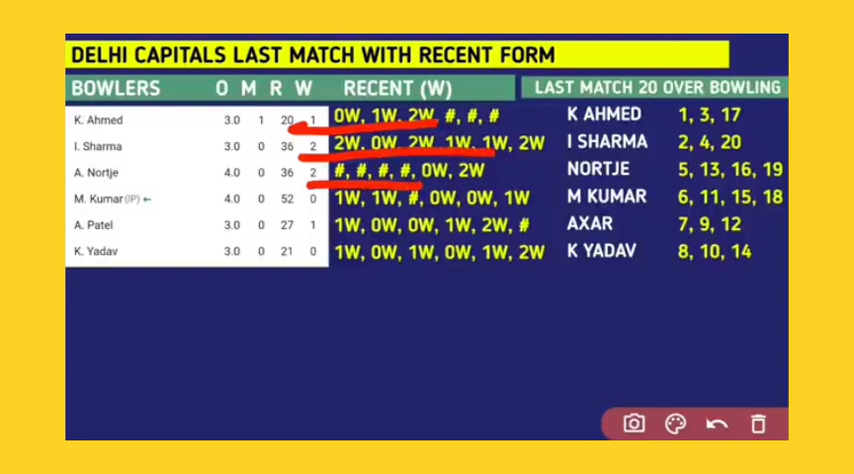 DELHI CAPITALS LAST MATCH WITH RECENT FORM
BOWLERS O M R W RECENT (W) LAST MATCH 20 OVER BOWLING
K. Ahmed 3.0 1 20 1 0W, 1W, 2W, #, #, # K AHMED 1, 3, 17
I. Sharma 3.0 0 36 2 2W, 0W, 2W, 1W, 1W, 2W I SHARMA 2, 4, 20
A. Nortje 4.0 0 36 2 #, #, #, #, 0W, 2W NORTJE 5, 13, 16, 19
M. Kumar (IP) 4.0 0 52 0 1W, 1W, #, 0W, 0W, 1W M KUMAR 6, 11, 15, 18
A. Patel 3.0 0 27 1 1W, 0W, 0W, 1W, 2W, # AXAR 7, 9, 12
K. Yadav 3.0 0 21 0 1W, 0W, 1W, 0W, 1W, 2W K YADAV 8, 10, 14